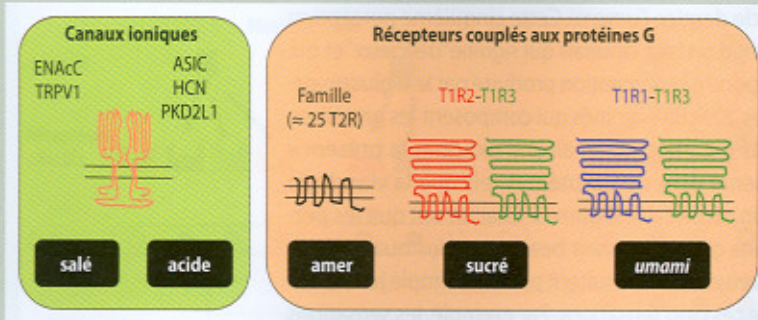 Canaux ioniques
ENAcC
TRPV1
ASIC
HCN
PKD2L1
salé
acide
Récepteurs couplés aux protéines G
Famille
(≈ 25 T2R)
T1R2-T1R3
T1R1-T1R3
amer
sucré
umami